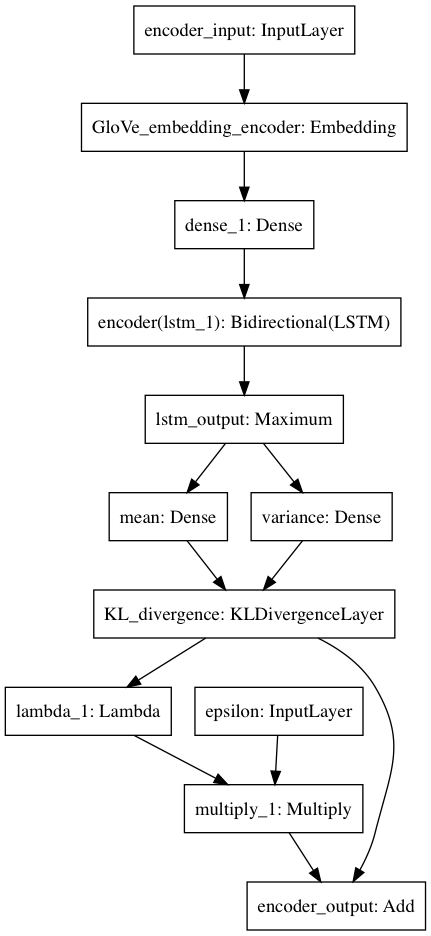 encoder_input: InputLayer
GloVe_embedding_encoder: Embedding
dense_1: Dense
encoder(lstm_1): Bidirectional(LSTM)
lstm_output: Maximum
mean: Dense
variance: Dense
KL_divergence: KLDivergenceLayer
lambda_1: Lambda
epsilon: InputLayer
multiply_1: Multiply
encoder_output: Add